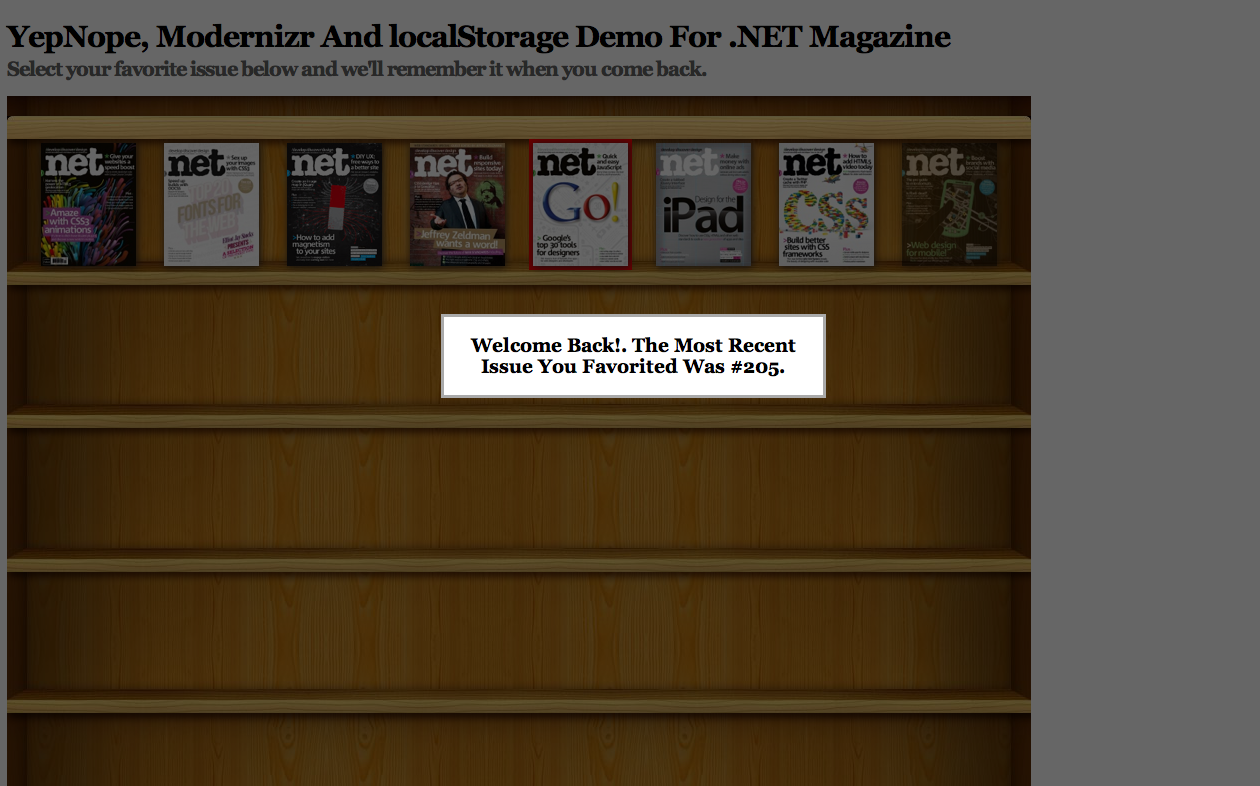 YepNope, Modernizr And localStorage Demo For .NET Magazine
Select your favorite issue below and we'll remember it when you come back.
net
Give your
websites a
speed boost
Amaze
with CSS3
animations
net
See up
your images
with CSS3
FONTS FOR
THE WEB
PRESENTS
A SELECTION
net
DIY UX:
free ways to
a better site
>How to add
magnetism
to your sites
net
Build
responsive
sites today!
Jeffrey Zeldman
wants a word!
net
Quick
and easy
JavaScript
Go!
>Google's
top 30 tools
for designers
net
Make
money with
online ads
Design for the
iPad
net
How to
add HTML5
video today
CSS
>Build better
sites with CSS
frameworks
net
Boost
brands with
social media
>Web design
for mobile!
Welcome Back!. The Most Recent
Issue You Favorited Was #205.